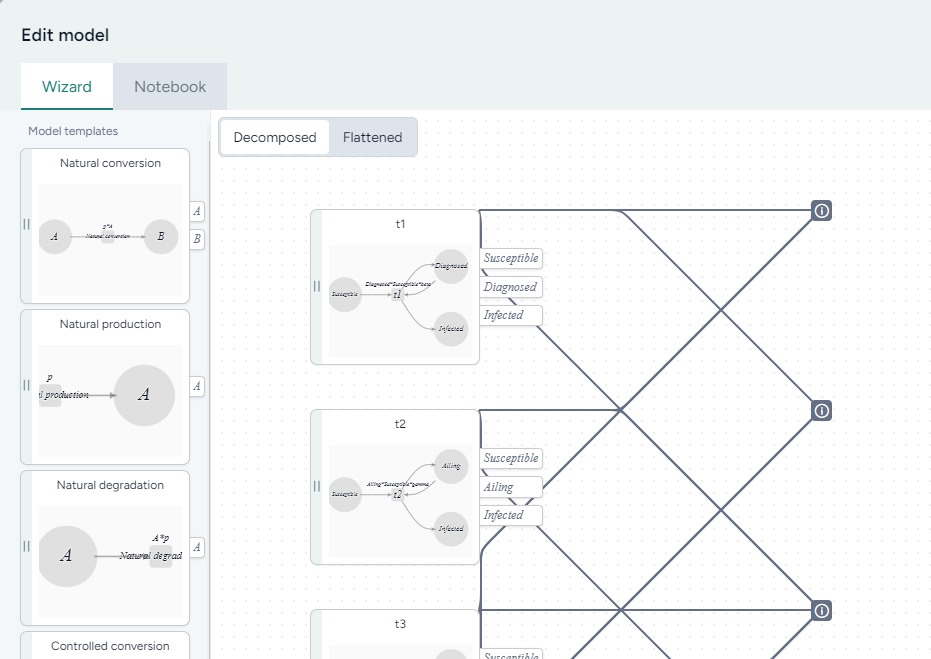 Edit model
Wizard
Notebook
Model templates
Decomposed
Flattened
Natural conversion
A
p*A
Natural conversion
B
A
B
Natural production
p
l production
A
A
Natural degradation
A
A*p
Natural degrad
A
Controlled conversion
t1
Susceptible
Diagnosed*Susceptible*beta
t1
Diagnosed
Infected
Susceptible
Diagnosed
Infected
t2
Susceptible
Ailing*Susceptible*gamma
t2
Ailing
Infected
Susceptible
Ailing
Infected
t3
Susceptible